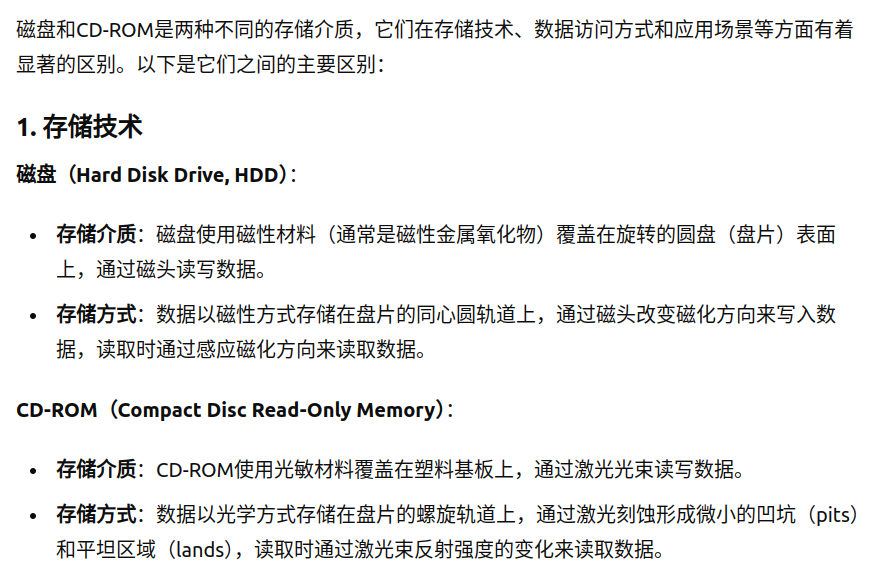 磁盘和CD-ROM是两种不同的存储介质，它们在存储技术、数据访问方式和应用场景等方面有着
显著的区别。以下是它们之间的主要区别：
1. 存储技术
磁盘（Hard Disk Drive, HDD）：
• 存储介质：磁盘使用磁性材料（通常是磁性金属氧化物）覆盖在旋转的圆盘（盘片）表面
上，通过磁头读写数据。
• 存储方式：数据以磁性方式存储在盘片的同心圆轨道上，通过磁头改变磁化方向来写入数
据，读取时通过感应磁化方向来读取数据。
CD-ROM（Compact Disc Read-Only Memory）：
• 存储介质：CD-ROM使用光敏材料覆盖在塑料基板上，通过激光光束读写数据。
• 存储方式：数据以光学方式存储在盘片的螺旋轨道上，通过激光刻蚀形成微小的凹坑（pits）
和平坦区域（lands），读取时通过激光束反射强度的变化来读取数据。